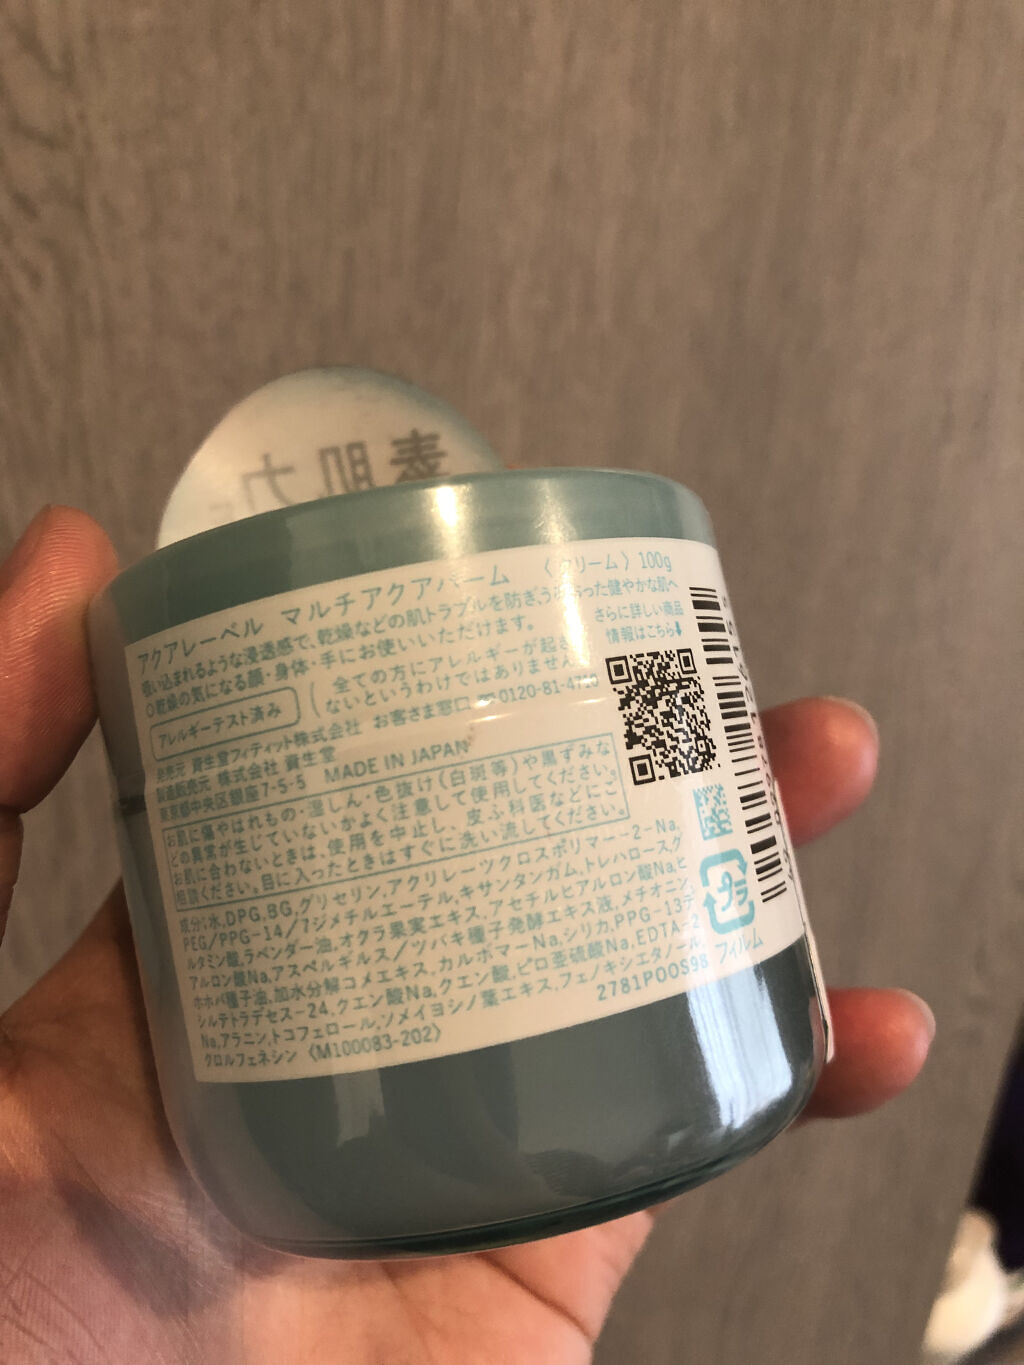 素肌力
アクアレーベル マルチアクアバーム 〈クリーム〉 100g
吸い込まれるような浸透感で、乾燥などの肌トラブルを防ぎ、うるおった健やかな肌へ
○乾燥の気になる顔・身体・手にお使いいただけます。
アレルギーテスト済み
全ての方にアレルギーが起き
ないというわけではありません
発売元 資生堂フィティット株式会社 お客さま窓口 0120-81-4710
製造販売元 株式会社 資生堂
東京都中央区銀座7-5-5 MADE IN JAPAN
さらに詳しい商品
情報はこちら
お肌に傷やはれもの・湿しん、色抜け(白斑等)や黒ずみな
どの異常が生じていないかよく注意して使用してください。
お肌に合わないときは、使用を中止し、皮ふ科医などにご
相談ください。目に入ったときはすぐに洗い流してください。
成分:水,DPG,BG,グリセリン,アクリレーツクロスポリマー-2-Na,
PEG/PPG-14/7ジメチルエーテル,キサンタンガム,トレハロース,グ
ルタミン酸,ラベンダー油,オクラ果実エキス,アセチルヒアルロン酸Na,ヒ
アルロン酸Na,アスペルギルス/ツバキ種子発酵エキス液,メチオニン,
ホホバ種子油,加水分解コメエキス,カルボマーNa,シリカ,PPG-13デ
シルテトラデセス-24,クエン酸Na,クエン酸,ピロ亜硫酸Na,EDTA-2
Na,アラニン,トコフェロール,ソメイヨシノ葉エキス,フェノキシエタノール,
クロルフェネシン 〈M100083-202〉
2781POOS98
プラ
フィルム